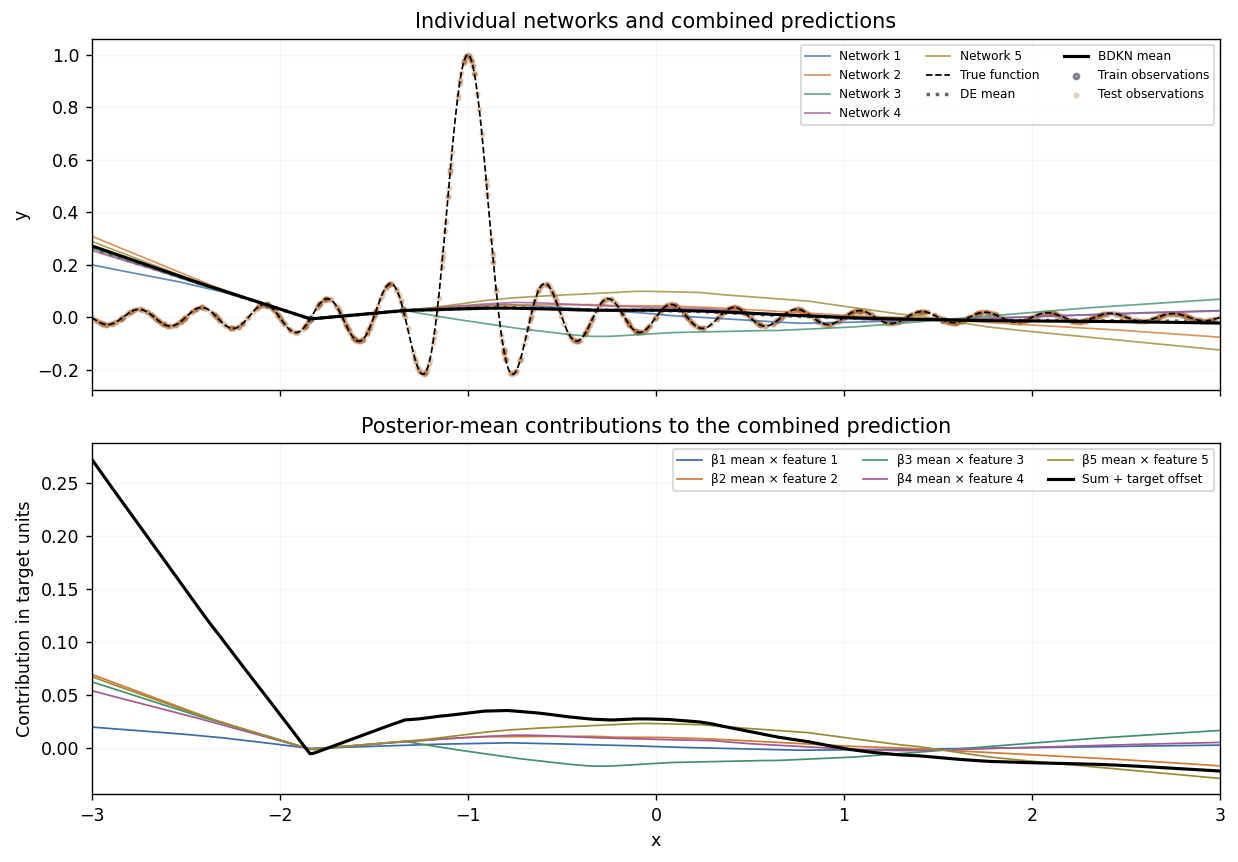 Individual networks and combined predictions
1.0
0.8
0.6
0.4
0.2
0.0
−0.2
y
Network 1
Network 2
Network 3
Network 4
Network 5
True function
DE mean
BDKN mean
Train observations
Test observations
Posterior-mean contributions to the combined prediction
0.25
0.20
0.15
0.10
0.05
0.00
Contribution in target units
β1 mean × feature 1
β2 mean × feature 2
β3 mean × feature 3
β4 mean × feature 4
β5 mean × feature 5
Sum + target offset
−3
−2
−1
0
1
2
3
x